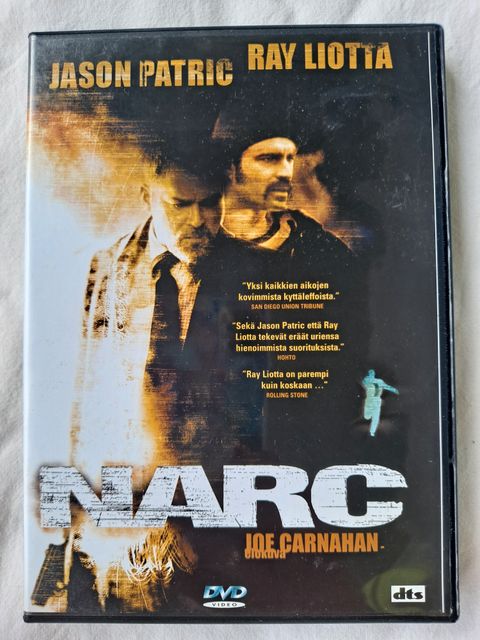 JASON PATRIC
RAY LIOTTA
"Yksi kaikkien aikojen
kovimmista kyttäleffoista."
SAN DIEGO UNION TRIBUNE
"Sekä Jason Patric että Ray
Liotta tekevät eräät uriensa
hienoimmista suorituksista."
HOHTO
"Ray Liotta on parempi
kuin koskaan ..."
ROLLING STONE
NARC
JOE CARNAHAN -
elokuva
DVD
VIDEO
dts